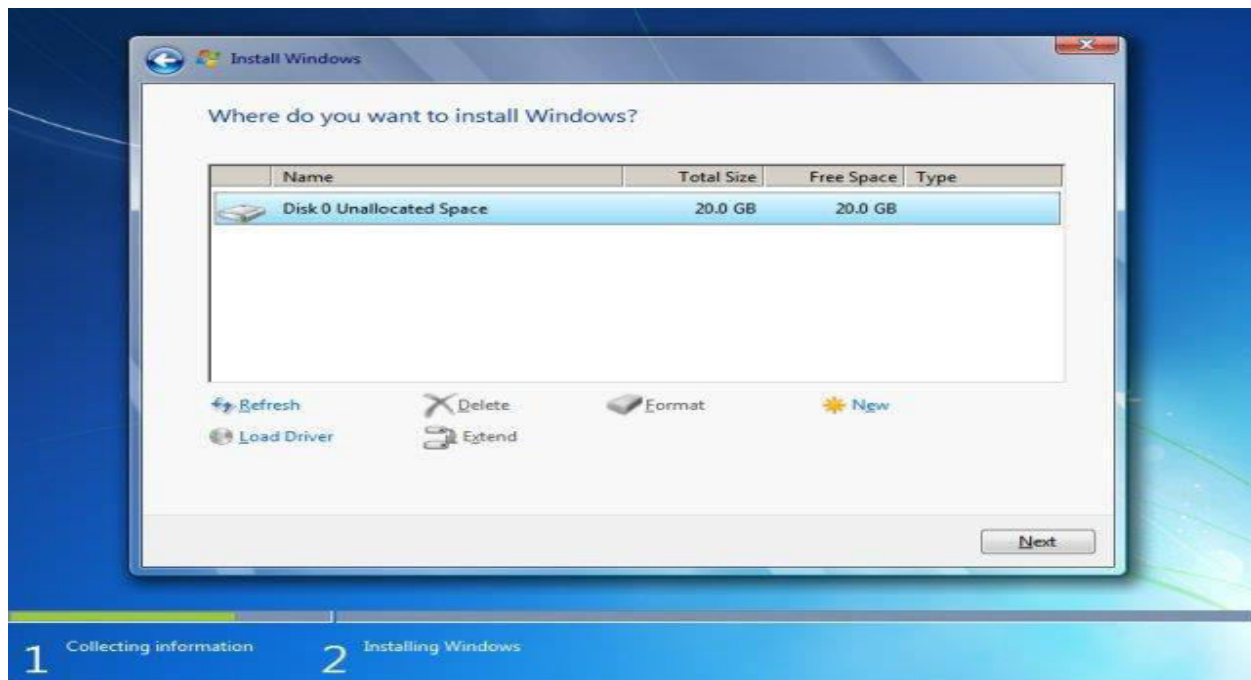 Install Windows
Where do you want to install Windows?
Name Total Size Free Space Type
Disk 0 Unallocated Space 20.0 GB 20.0 GB
Refresh Delete Format New
Load Driver Extend
Next
1 Collecting information 2 Installing Windows